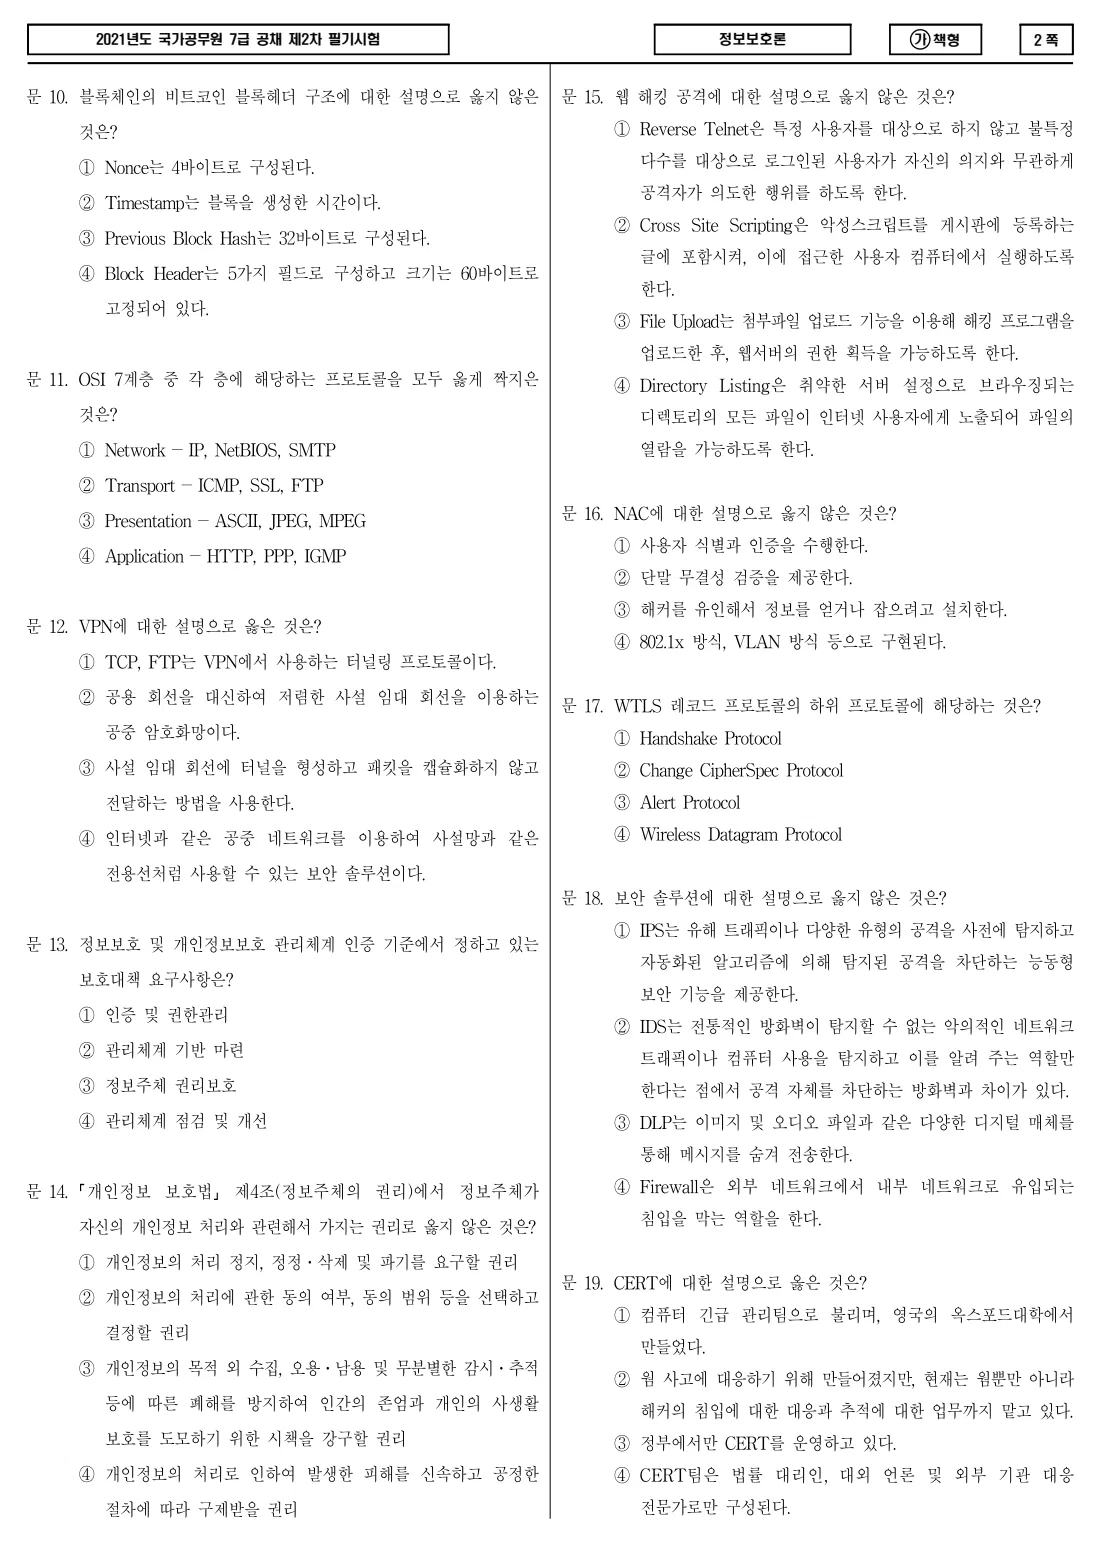 2021년도 국가공무원 7급 공채 제2차 필기시험
정보보호론
㉮ 책형
2 쪽
문 10. 블록체인의 비트코인 블록헤더 구조에 대한 설명으로 옳지 않은
것은?
① Nonce는 4바이트로 구성된다.
② Timestamp는 블록을 생성한 시간이다.
③ Previous Block Hash는 32바이트로 구성된다.
④ Block Header는 5가지 필드로 구성하고 크기는 60바이트로
고정되어 있다.
문 11. OSI 7계층 중 각 층에 해당하는 프로토콜을 모두 옳게 짝지은
것은?
① Network – IP, NetBIOS, SMTP
② Transport – ICMP, SSL, FTP
③ Presentation – ASCII, JPEG, MPEG
④ Application – HTTP, PPP, IGMP
문 12. VPN에 대한 설명으로 옳은 것은?
① TCP, FTP는 VPN에서 사용하는 터널링 프로토콜이다.
② 공용 회선을 대신하여 저렴한 사설 임대 회선을 이용하는
공중 암호화망이다.
③ 사설 임대 회선에 터널을 형성하고 패킷을 캡슐화하지 않고
전달하는 방법을 사용한다.
④ 인터넷과 같은 공중 네트워크를 이용하여 사설망과 같은
전용선처럼 사용할 수 있는 보안 솔루션이다.
문 13. 정보보호 및 개인정보보호 관리체계 인증 기준에서 정하고 있는
보호대책 요구사항은?
① 인증 및 권한관리
② 관리체계 기반 마련
③ 정보주체 권리보호
④ 관리체계 점검 및 개선
문 14. 「개인정보 보호법」 제4조(정보주체의 권리)에서 정보주체가
자신의 개인정보 처리와 관련해서 가지는 권리로 옳지 않은 것은?
① 개인정보의 처리 정지, 정정·삭제 및 파기를 요구할 권리
② 개인정보의 처리에 관한 동의 여부, 동의 범위 등을 선택하고
결정할 권리
③ 개인정보의 목적 외 수집, 오용·남용 및 무분별한 감시·추적
등에 따른 폐해를 방지하여 인간의 존엄과 개인의 사생활
보호를 도모하기 위한 시책을 강구할 권리
④ 개인정보의 처리로 인하여 발생한 피해를 신속하고 공정한
절차에 따라 구제받을 권리
문 15. 웹 해킹 공격에 대한 설명으로 옳지 않은 것은?
① Reverse Telnet은 특정 사용자를 대상으로 하지 않고 불특정
다수를 대상으로 로그인된 사용자가 자신의 의지와 무관하게
공격자가 의도한 행위를 하도록 한다.
② Cross Site Scripting은 악성스크립트를 게시판에 등록하는
글에 포함시켜, 이에 접근한 사용자 컴퓨터에서 실행하도록
한다.
③ File Upload는 첨부파일 업로드 기능을 이용해 해킹 프로그램을
업로드한 후, 웹서버의 권한 획득을 가능하도록 한다.
④ Directory Listing은 취약한 서버 설정으로 브라우징되는
디렉토리의 모든 파일이 인터넷 사용자에게 노출되어 파일의
열람을 가능하도록 한다.
문 16. NAC에 대한 설명으로 옳지 않은 것은?
① 사용자 식별과 인증을 수행한다.
② 단말 무결성 검증을 제공한다.
③ 해커를 유인해서 정보를 얻거나 잡으려고 설치한다.
④ 802.1x 방식, VLAN 방식 등으로 구현된다.
문 17. WTLS 레코드 프로토콜의 하위 프로토콜에 해당하는 것은?
① Handshake Protocol
② Change CipherSpec Protocol
③ Alert Protocol
④ Wireless Datagram Protocol
문 18. 보안 솔루션에 대한 설명으로 옳지 않은 것은?
① IPS는 유해 트래픽이나 다양한 유형의 공격을 사전에 탐지하고
자동화된 알고리즘에 의해 탐지된 공격을 차단하는 능동형
보안 기능을 제공한다.
② IDS는 전통적인 방화벽이 탐지할 수 없는 악의적인 네트워크
트래픽이나 컴퓨터 사용을 탐지하고 이를 알려 주는 역할만
한다는 점에서 공격 자체를 차단하는 방화벽과 차이가 있다.
③ DLP는 이미지 및 오디오 파일과 같은 다양한 디지털 매체를
통해 메시지를 숨겨 전송한다.
④ Firewall은 외부 네트워크에서 내부 네트워크로 유입되는
침입을 막는 역할을 한다.
문 19. CERT에 대한 설명으로 옳은 것은?
① 컴퓨터 긴급 관리팀으로 불리며, 영국의 옥스포드대학에서
만들었다.
② 웜 사고에 대응하기 위해 만들어졌지만, 현재는 웜뿐만 아니라
해커의 침입에 대한 대응과 추적에 대한 업무까지 맡고 있다.
③ 정부에서만 CERT를 운영하고 있다.
④ CERT팀은 법률 대리인, 대외 언론 및 외부 기관 대응
전문가로만 구성된다.